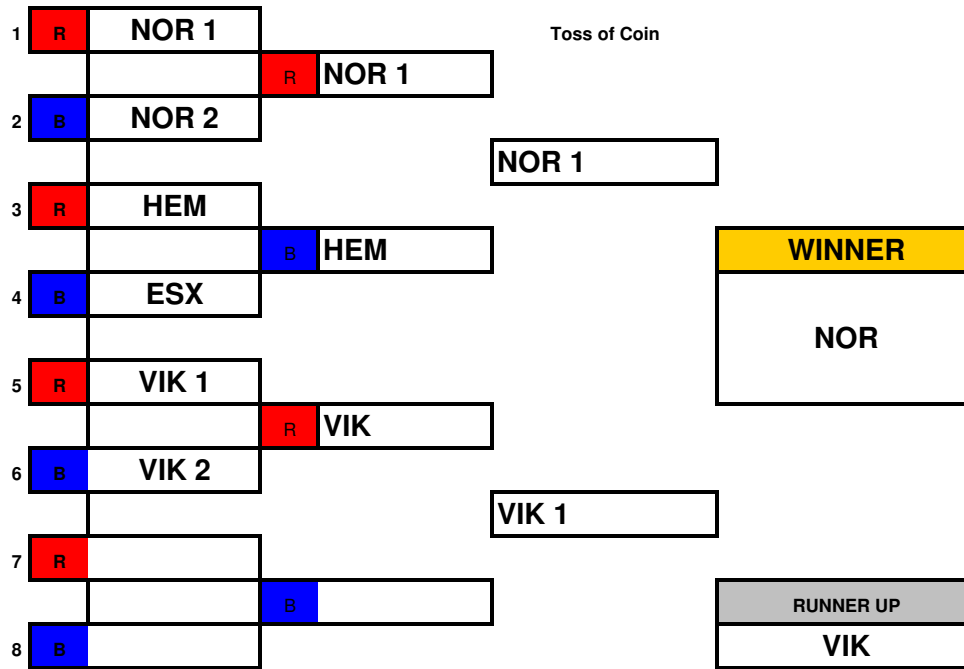 1 R NOR 1 Toss of Coin
R NOR 1
2 B NOR 2
NOR 1
3 R HEM
B HEM WINNER
4 B ESX
NOR
5 R VIK 1
R VIK
6 B VIK 2
VIK 1
7 R
B RUNNER UP
8 B VIK